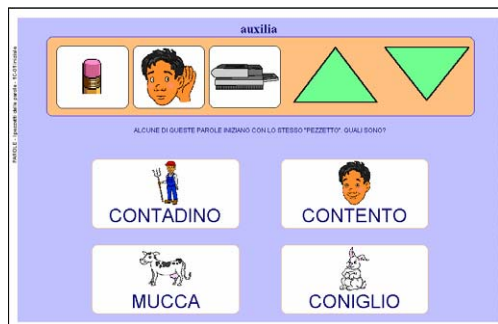 auxilia
ALCUNE DI QUESTE PAROLE INIZIANO CON LO STESSO "PEZZETTO". QUALI SONO?
CONTADINO
CONTENTO
MUCCA
CONIGLIO